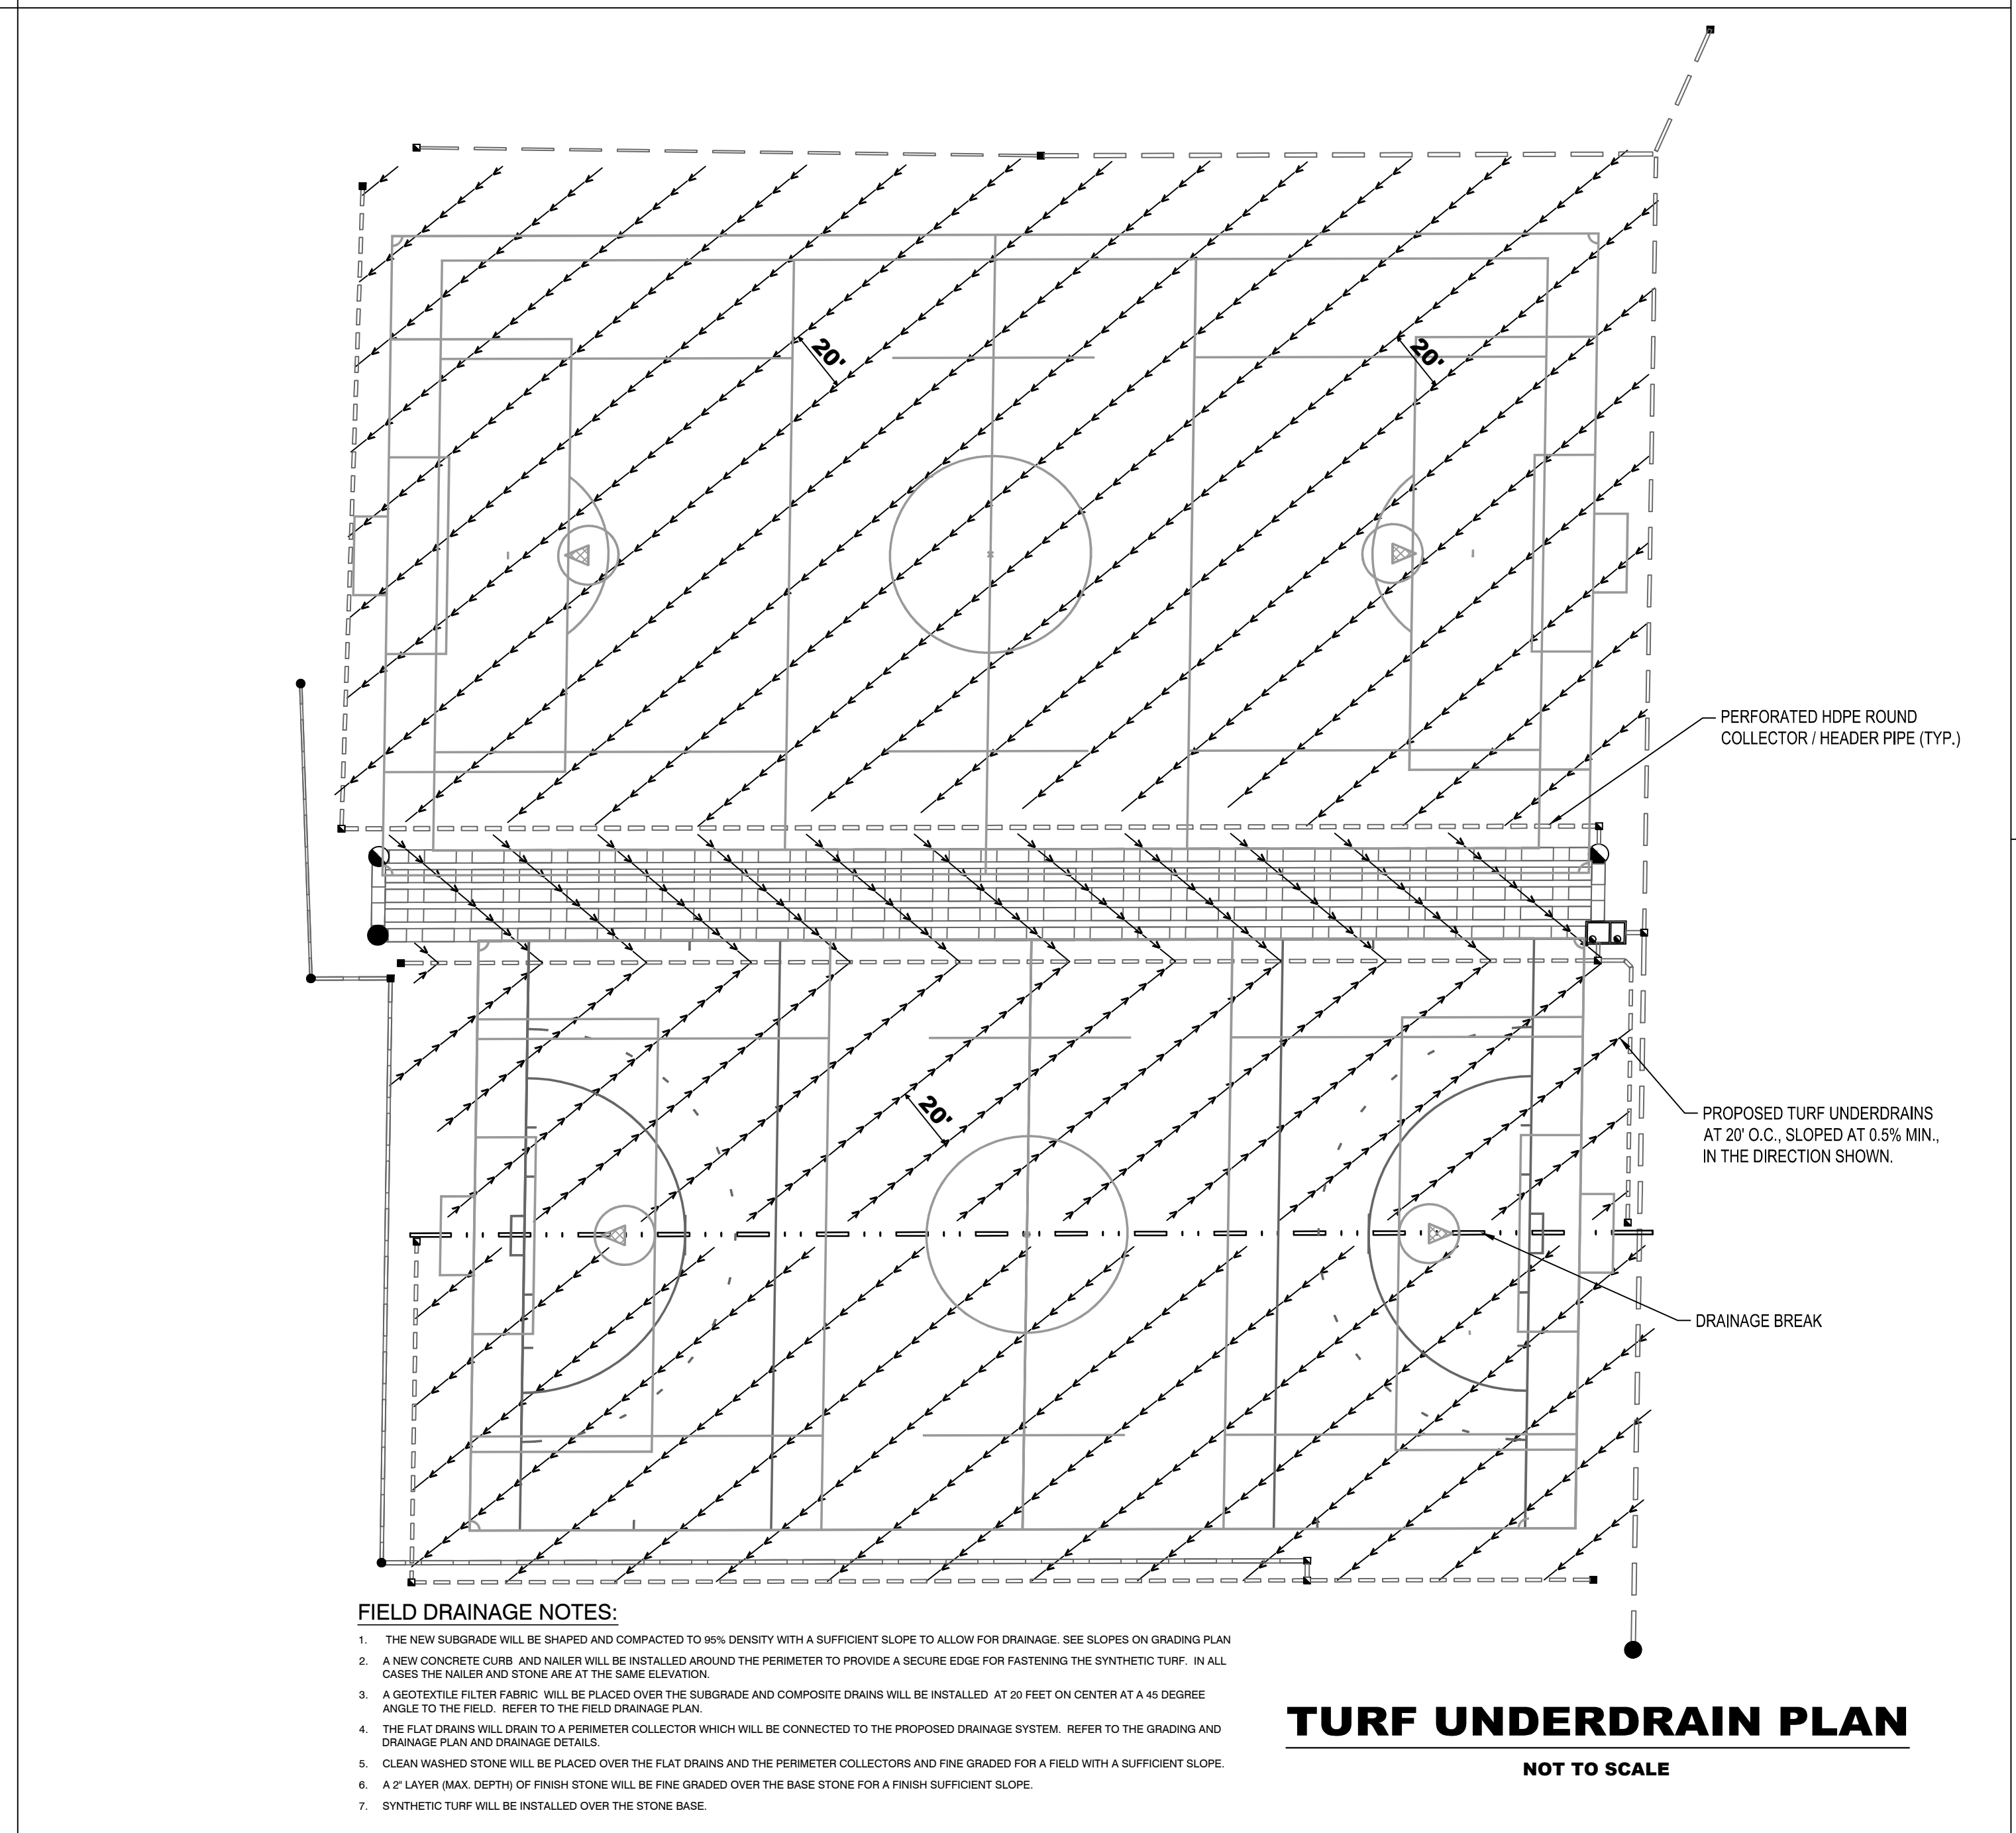 20'
20'
PERFORATED HDPE ROUND
COLLECTOR / HEADER PIPE (TYP.)
20'
PROPOSED TURF UNDERDRAINS
AT 20' O.C., SLOPED AT 0.5% MIN.,
IN THE DIRECTION SHOWN.
DRAINAGE BREAK
FIELD DRAINAGE NOTES:
1. THE NEW SUBGRADE WILL BE SHAPED AND COMPACTED TO 95% DENSITY WITH A SUFFICIENT SLOPE TO ALLOW FOR DRAINAGE. SEE SLOPES ON GRADING PLAN
2. A NEW CONCRETE CURB AND NAILER WILL BE INSTALLED AROUND THE PERIMETER TO PROVIDE A SECURE EDGE FOR FASTENING THE SYNTHETIC TURF. IN ALL
CASES THE NAILER AND STONE ARE AT THE SAME ELEVATION.
3. A GEOTEXTILE FILTER FABRIC WILL BE PLACED OVER THE SUBGRADE AND COMPOSITE DRAINS WILL BE INSTALLED AT 20 FEET ON CENTER AT A 45 DEGREE
ANGLE TO THE FIELD. REFER TO THE FIELD DRAINAGE PLAN.
4. THE FLAT DRAINS WILL DRAIN TO A PERIMETER COLLECTOR WHICH WILL BE CONNECTED TO THE PROPOSED DRAINAGE SYSTEM. REFER TO THE GRADING AND
DRAINAGE PLAN AND DRAINAGE DETAILS.
5. CLEAN WASHED STONE WILL BE PLACED OVER THE FLAT DRAINS AND THE PERIMETER COLLECTORS AND FINE GRADED FOR A FIELD WITH A SUFFICIENT SLOPE.
6. A 2" LAYER (MAX. DEPTH) OF FINISH STONE WILL BE FINE GRADED OVER THE BASE STONE FOR A FINISH SUFFICIENT SLOPE.
7. SYNTHETIC TURF WILL BE INSTALLED OVER THE STONE BASE.
TURF UNDERDRAIN PLAN
NOT TO SCALE